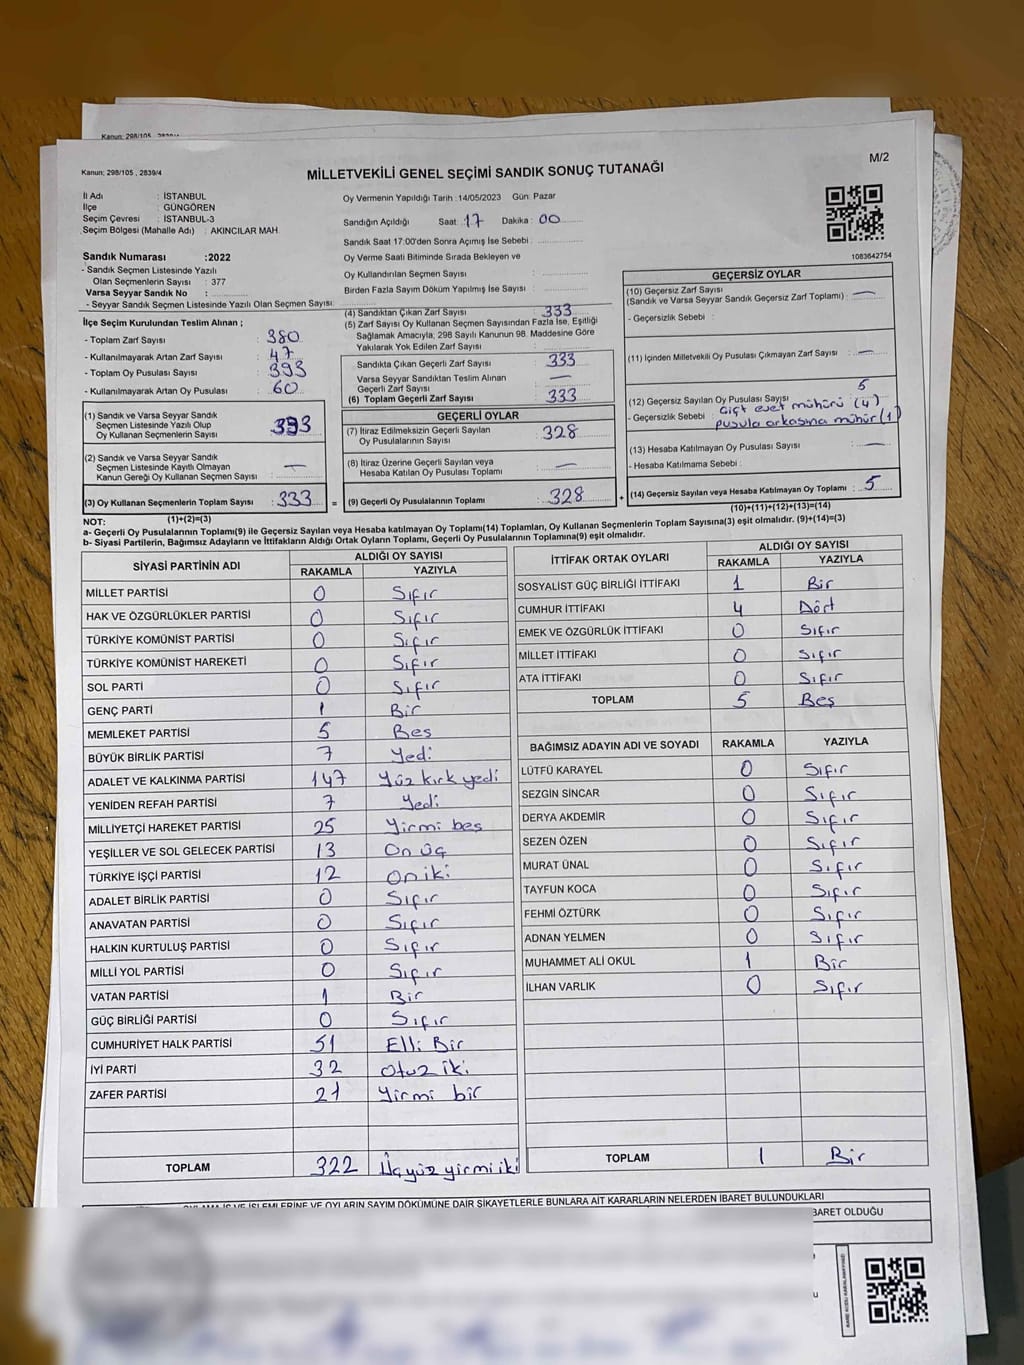 Kanun: 298/105 , 2839/4
MİLLETVEKİLİ GENEL SEÇİMİ SANDIK SONUÇ TUTANAĞI
M/2
İl Adı : İSTANBUL
İlçe : GÜNGÖREN
Seçim Çevresi : İSTANBUL-3
Seçim Bölgesi (Mahalle Adı) : AKINCILAR MAH.
Oy Vermenin Yapıldığı Tarih :14/05/2023 Gün: Pazar
Sandığın Açıldığı Saat: 17 Dakika : 00
Sandık Saat 17:00'den Sonra Açımış İse Sebebi :
Oy Verme Saati Bitiminde Sırada Bekleyen ve
Oy Kullandırılan Seçmen Sayısı :
Birden Fazla Sayım Döküm Yapılmış İse Sayısı :
1083642754
Sandık Numarası :2022
- Sandık Seçmen Listesinde Yazılı
Olan Seçmenlerin Sayısı : 377
Varsa Seyyar Sandık No :
- Seyyar Sandık Seçmen Listesinde Yazılı Olan Seçmen Sayısı:
İlçe Seçim Kurulundan Teslim Alınan ;
- Toplam Zarf Sayısı : 380
- Kullanılmayarak Artan Zarf Sayısı : 47
- Toplam Oy Pusulası Sayısı : 393
- Kullanılmayarak Artan Oy Pusulası : 60
(1) Sandık ve Varsa Seyyar Sandık
Seçmen Listesinde Yazılı Olup
Oy Kullanan Seçmenlerin Sayısı : 333
(2) Sandık ve Varsa Seyyar Sandık
Seçmen Listesinde Kayıtlı Olmayan
Kanun Gereği Oy Kullanan Seçmen Sayısı : —
(3) Oy Kullanan Seçmenlerin Toplam Sayısı : 333
(1)+(2)=(3)
(4) Sandıktan Çıkan Zarf Sayısı : 333
(5) Zarf Sayısı Oy Kullanan Seçmen Sayısından Fazla İse, Eşitliği
Sağlamak Amacıyla, 298 Sayılı Kanunun 98. Maddesine Göre
Yakılarak Yok Edilen Zarf Sayısı :
Sandıkta Çıkan Geçerli Zarf Sayısı : 333
Varsa Seyyar Sandıktan Teslim Alınan
Geçerli Zarf Sayısı : —
(6) Toplam Geçerli Zarf Sayısı : 333
GEÇERLİ OYLAR
(7) İtiraz Edilmeksizin Geçerli Sayılan
Oy Pusulalarının Sayısı : 328
(8) İtiraz Üzerine Geçerli Sayılan veya
Hesaba Katılan Oy Pusulası Toplamı : —
= (9) Geçerli Oy Pusulalarının Toplamı : 328
GEÇERSİZ OYLAR
(10) Geçersiz Zarf Sayısı
(Sandık ve Varsa Seyyar Sandık Geçersiz Zarf Toplamı) : —
- Geçersizlik Sebebi :
(11) İçinden Milletvekili Oy Pusulası Çıkmayan Zarf Sayısı : —
(12) Geçersiz Sayılan Oy Pusulası Sayısı : 5
- Geçersizlik Sebebi : Çift evet mühürü (4)
pusula arkasına mühür (1)
(13) Hesaba Katılmayan Oy Pusulası Sayısı : —
- Hesaba Katılmama Sebebi :
+ (14) Geçersiz Sayılan veya Hesaba Katılmayan Oy Toplamı : 5
(10)+(11)+(12)+(13)=(14)
NOT:
a- Geçerli Oy Pusulalarının Toplamı(9) ile Geçersiz Sayılan veya Hesaba katılmayan Oy Toplamı(14) Toplamları, Oy Kullanan Seçmenlerin Toplam Sayısına(3) eşit olmalıdır. (9)+(14)=(3)
b- Siyasi Partilerin, Bağımsız Adayların ve İttifakların Aldığı Ortak Oyların Toplamı, Geçerli Oy Pusulalarının Toplamına(9) eşit olmalıdır.
SİYASİ PARTİNİN ADI ALDIĞI OY SAYISI
RAKAMLA YAZIYLA
MİLLET PARTİSİ 0 Sıfır
HAK VE ÖZGÜRLÜKLER PARTİSİ 0 Sıfır
TÜRKİYE KOMÜNİST PARTİSİ 0 Sıfır
TÜRKİYE KOMÜNİST HAREKETİ 0 Sıfır
SOL PARTİ 0 Sıfır
GENÇ PARTİ 1 Bir
MEMLEKET PARTİSİ 5 Beş
BÜYÜK BİRLİK PARTİSİ 7 Yedi
ADALET VE KALKINMA PARTİSİ 147 Yüz kırk yedi
YENİDEN REFAH PARTİSİ 7 Yedi
MİLLİYETÇİ HAREKET PARTİSİ 25 Yirmi beş
YEŞİLLER VE SOL GELECEK PARTİSİ 13 On üç
TÜRKİYE İŞÇİ PARTİSİ 12 On iki
ADALET BİRLİK PARTİSİ 0 Sıfır
ANAVATAN PARTİSİ 0 Sıfır
HALKIN KURTULUŞ PARTİSİ 0 Sıfır
MİLLİ YOL PARTİSİ 0 Sıfır
VATAN PARTİSİ 1 Bir
GÜÇ BİRLİĞİ PARTİSİ 0 Sıfır
CUMHURİYET HALK PARTİSİ 51 Elli Bir
İYİ PARTİ 32 Otuz iki
ZAFER PARTİSİ 21 Yirmi bir
TOPLAM 322 Üçyüz yirmi iki
İTTİFAK ORTAK OYLARI ALDIĞI OY SAYISI
RAKAMLA YAZIYLA
SOSYALİST GÜÇ BİRLİĞİ İTTİFAKI 1 Bir
CUMHUR İTTİFAKI 4 Dört
EMEK VE ÖZGÜRLÜK İTTİFAKI 0 Sıfır
MİLLET İTTİFAKI 0 Sıfır
ATA İTTİFAKI 0 Sıfır
TOPLAM 5 Beş
BAĞIMSIZ ADAYIN ADI VE SOYADI RAKAMLA YAZIYLA
LÜTFÜ KARAYEL 0 Sıfır
SEZGİN SİNCAR 0 Sıfır
DERYA AKDEMİR 0 Sıfır
SEZEN ÖZEN 0 Sıfır
MURAT ÜNAL 0 Sıfır
TAYFUN KOCA 0 Sıfır
FEHMİ ÖZTÜRK 0 Sıfır
ADNAN YELMEN 0 Sıfır
MUHAMMET ALİ OKUL 1 Bir
İLHAN VARLIK 0 Sıfır
TOPLAM 1 Bir
OYLAMA İŞ VE İŞLEMLERİNE VE OYLARIN SAYIM DÖKÜMÜNE DAİR ŞİKAYETLERLE BUNLARA AİT KARARLARIN NELERDEN İBARET BULUNDUKLARI
BARET OLDUĞU